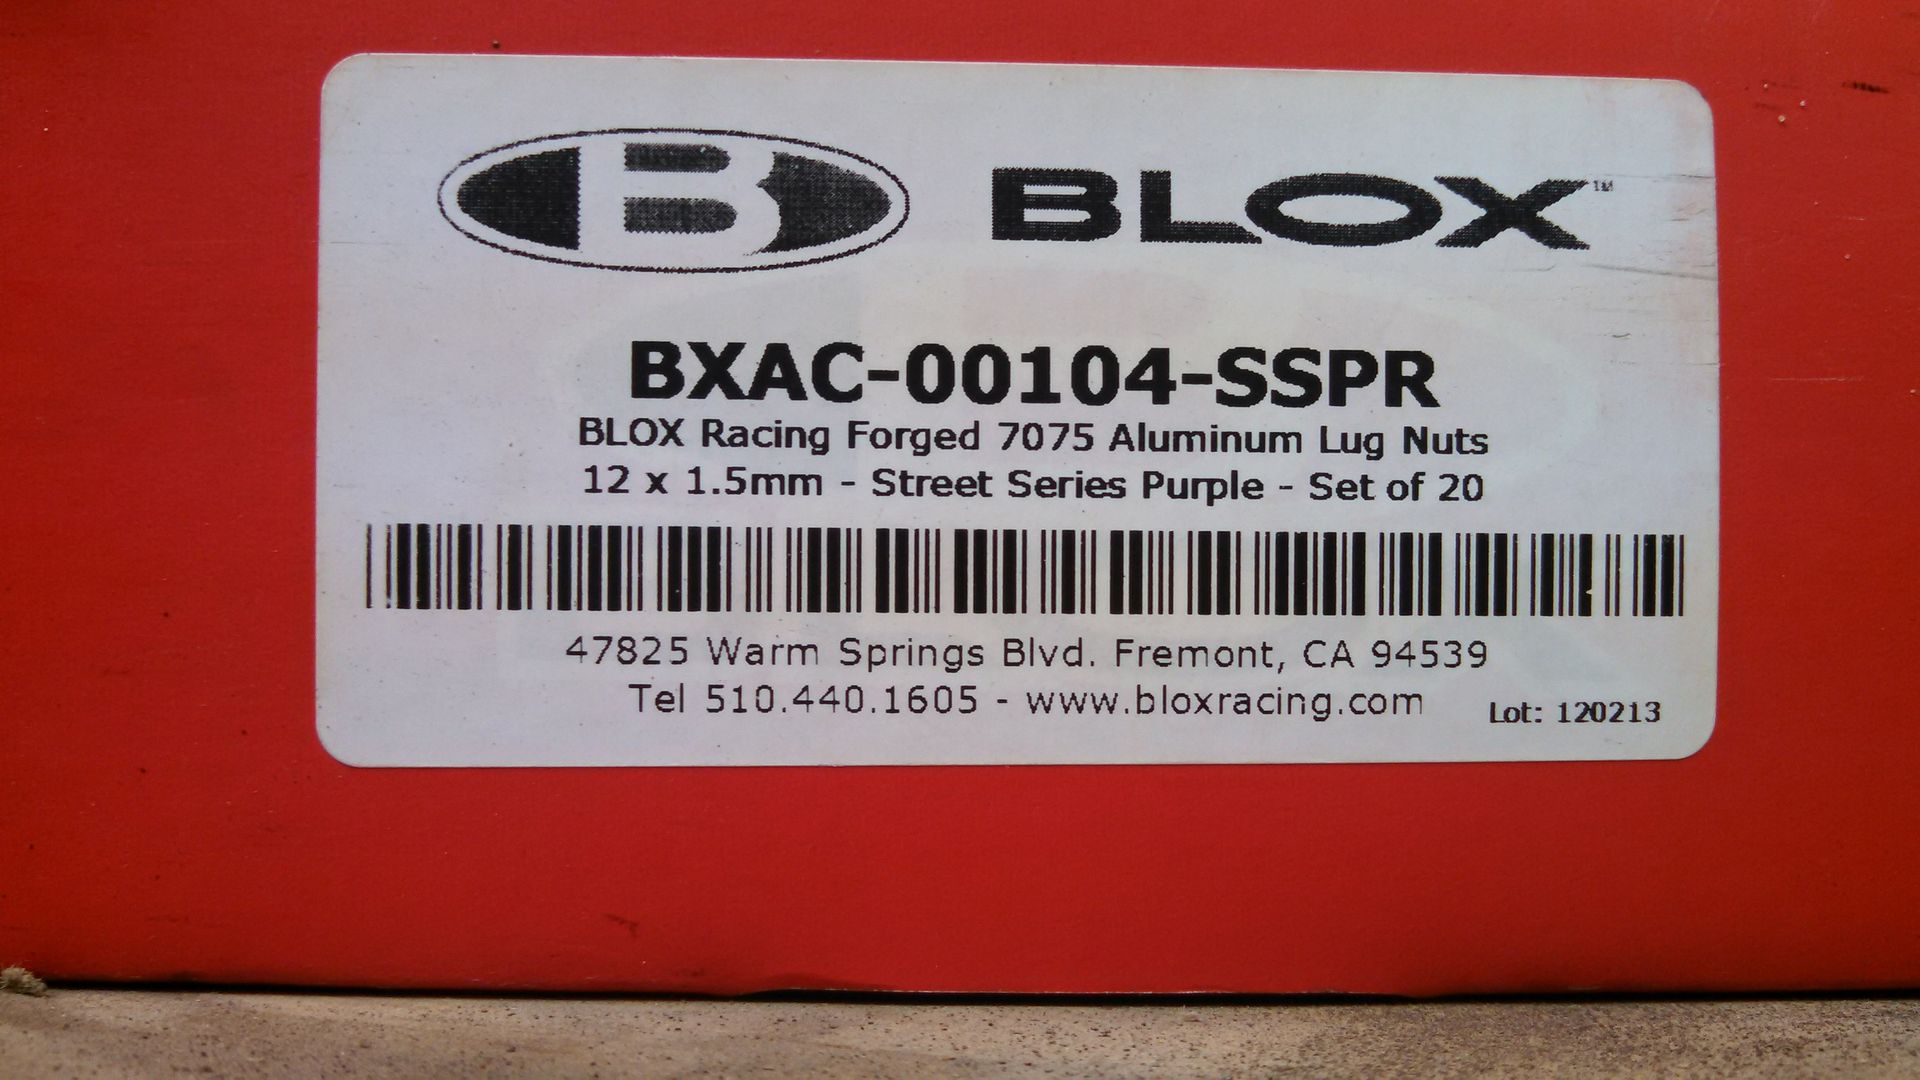 B BLOX™
BXAC-00104-SSPR
BLOX Racing Forged 7075 Aluminum Lug Nuts
12 x 1.5mm - Street Series Purple - Set of 20
47825 Warm Springs Blvd. Fremont, CA 94539
Tel 510.440.1605 - www.bloxracing.com
Lot: 120213